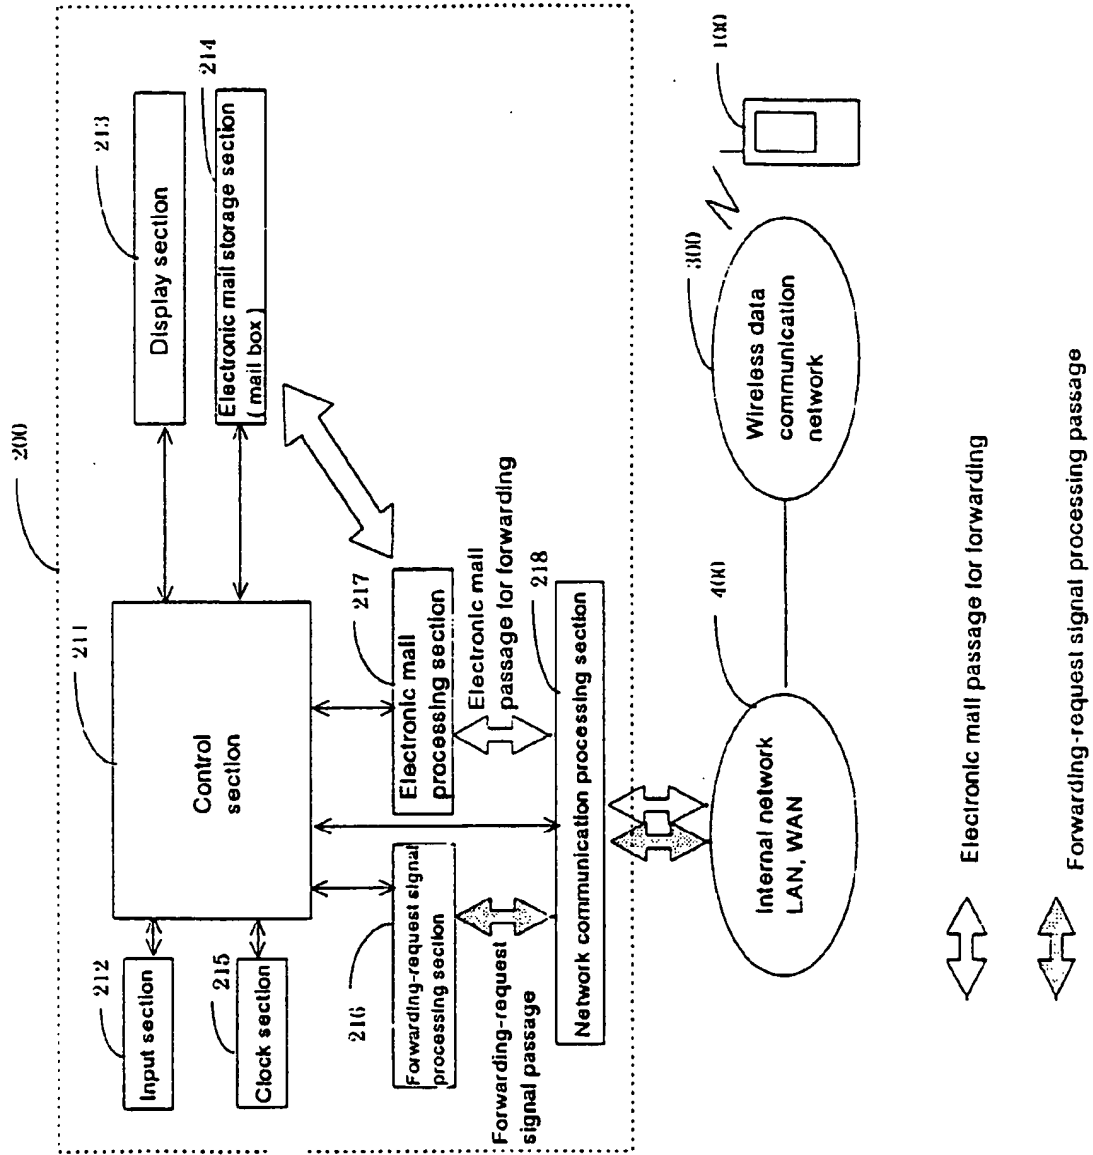 200
211
Control
section
212
Input section
215
Clock section
213
Display section
214
Electronic mail storage section
( mail box )
216
Forwarding-request signal
processing section
217
Electronic mail
processing section
Electronic mail
passage for forwarding
Forwarding-request
signal passage
218
Network communication processing section
400
Internal network
LAN, WAN
300
Wireless data
communication
network
100
Electronic mail passage for forwarding
Forwarding-request signal processing passage